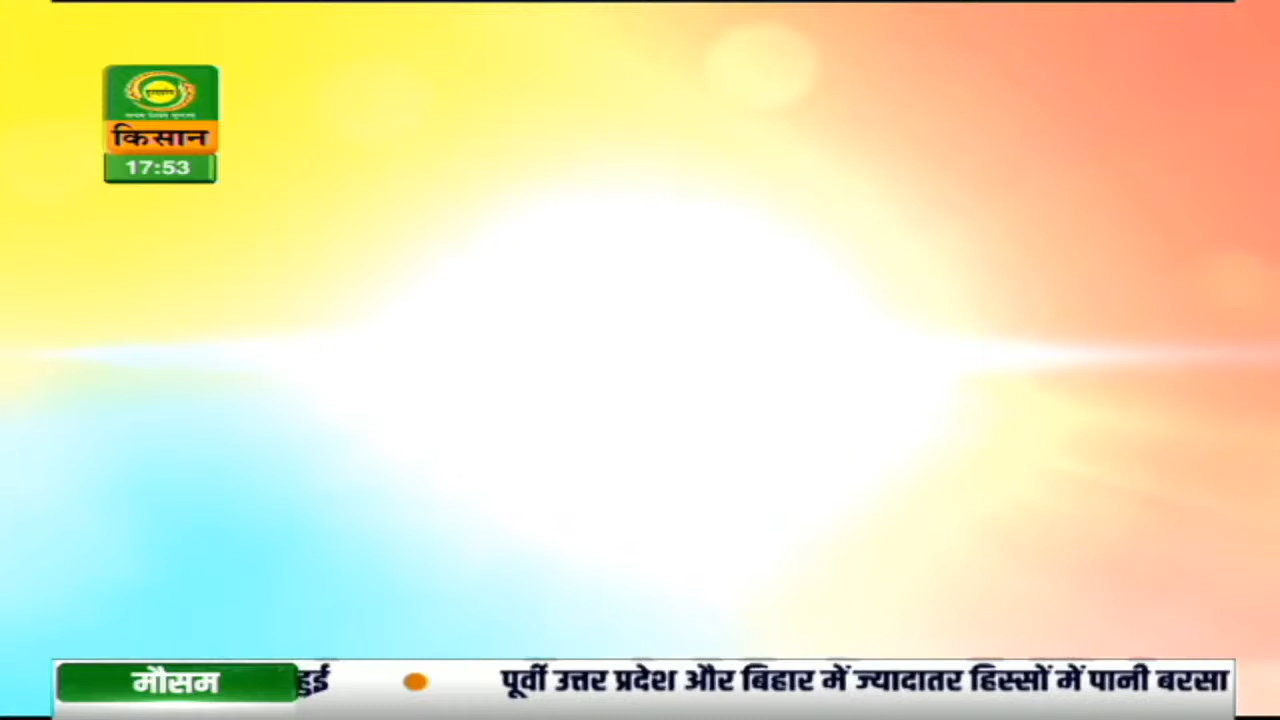 किसान
17:53
मौसम
हुई
पूर्वी उत्तर प्रदेश और बिहार में ज्यादातर हिस्सों में पानी बरसा